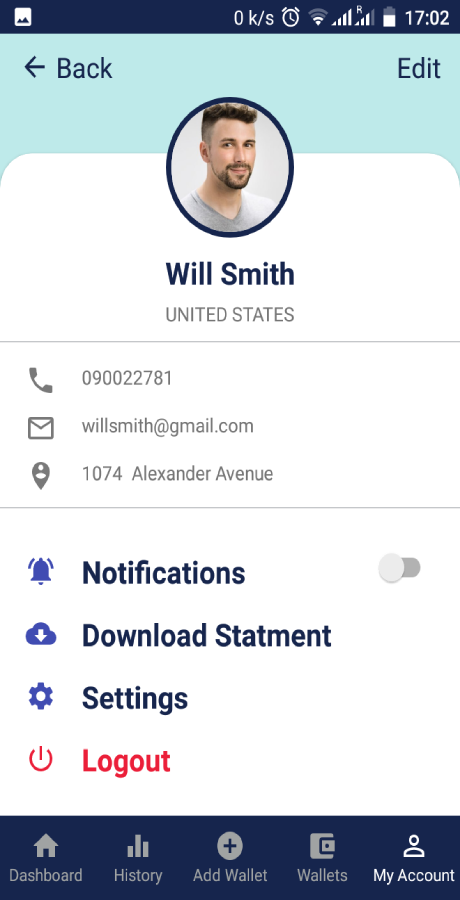 0 k/s R 17:02
Back Edit
Will Smith
UNITED STATES
090022781
willsmith@gmail.com
1074 Alexander Avenue
Notifications
Download Statment
Settings
Logout
Dashboard History Add Wallet Wallets My Account